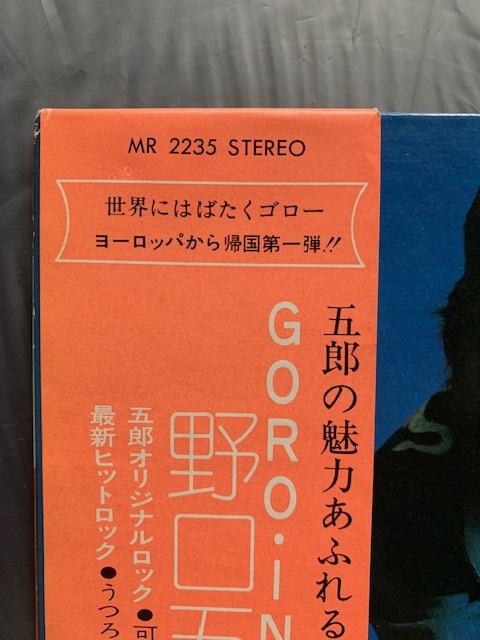 MR 2235 STEREO
世界にはばたくゴロー
ヨーロッパから帰国第一弾!!
五郎の魅力あふれる
GORO in
野口五
五郎オリジナルロック●可
最新ヒットロック●うつろ